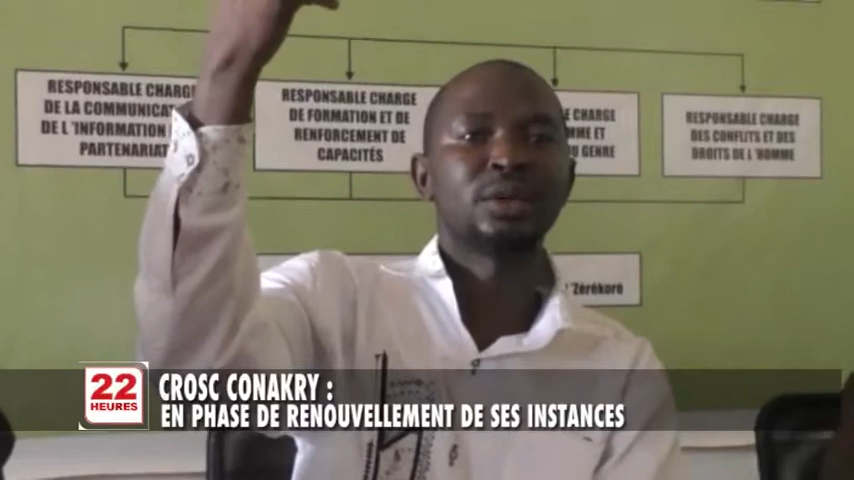 RESPONSABLE CHARGE
DE LA COMMUNICAT
DE L'INFORMATION
PARTENARIAT
RESPONSABLE CHARGE
DE FORMATION ET DE
RENFORCEMENT DE
CAPACITÉS
CHARGE
ET
GENRE
RESPONSABLE CHARGE
DES CONFLITS ET DES
DROITS DE L'HOMME
Zérékoré
22
HEURES
CROSC CONAKRY :
EN PHASE DE RENOUVELLEMENT DE SES INSTANCES